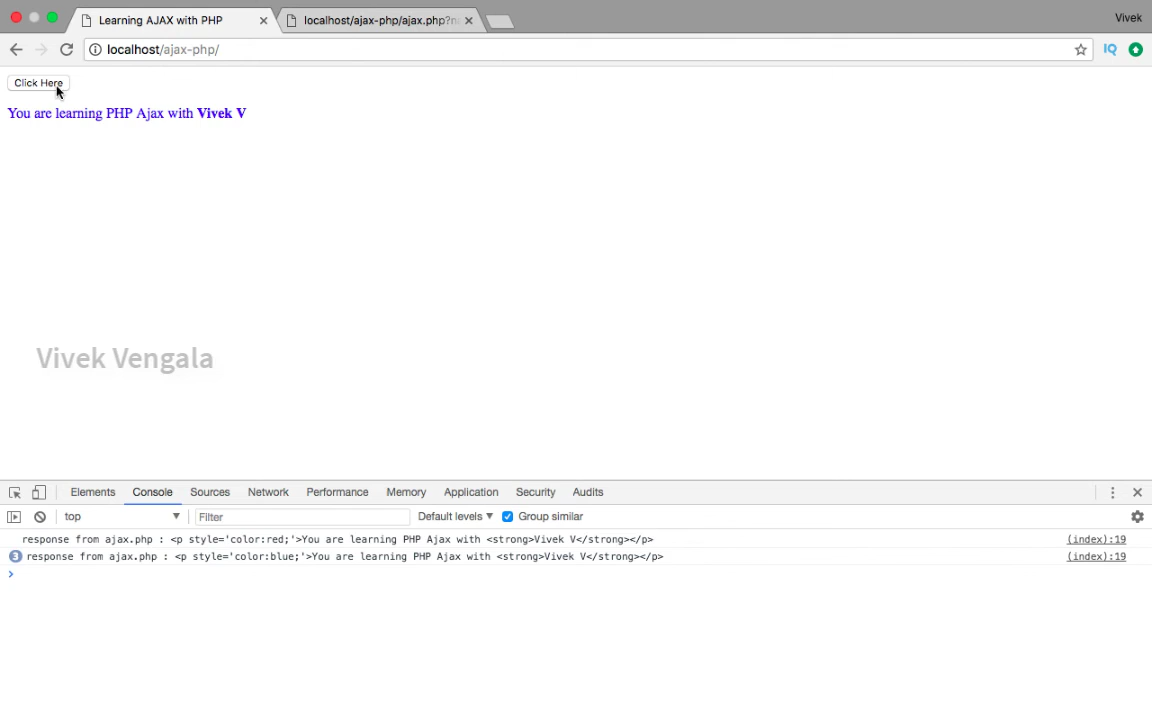 Learning AJAX with PHP
localhost/ajax-php/ajax.php?n
Vivek
localhost/ajax-php/
IQ
Click Here
You are learning PHP Ajax with Vivek V
Vivek Vengala
Elements Console Sources Network Performance Memory Application Security Audits
top Filter Default levels Group similar
response from ajax.php : <p style='color:red;'>You are learning PHP Ajax with <strong>Vivek V</strong></p> (index):19
3 response from ajax.php : <p style='color:blue;'>You are learning PHP Ajax with <strong>Vivek V</strong></p> (index):19